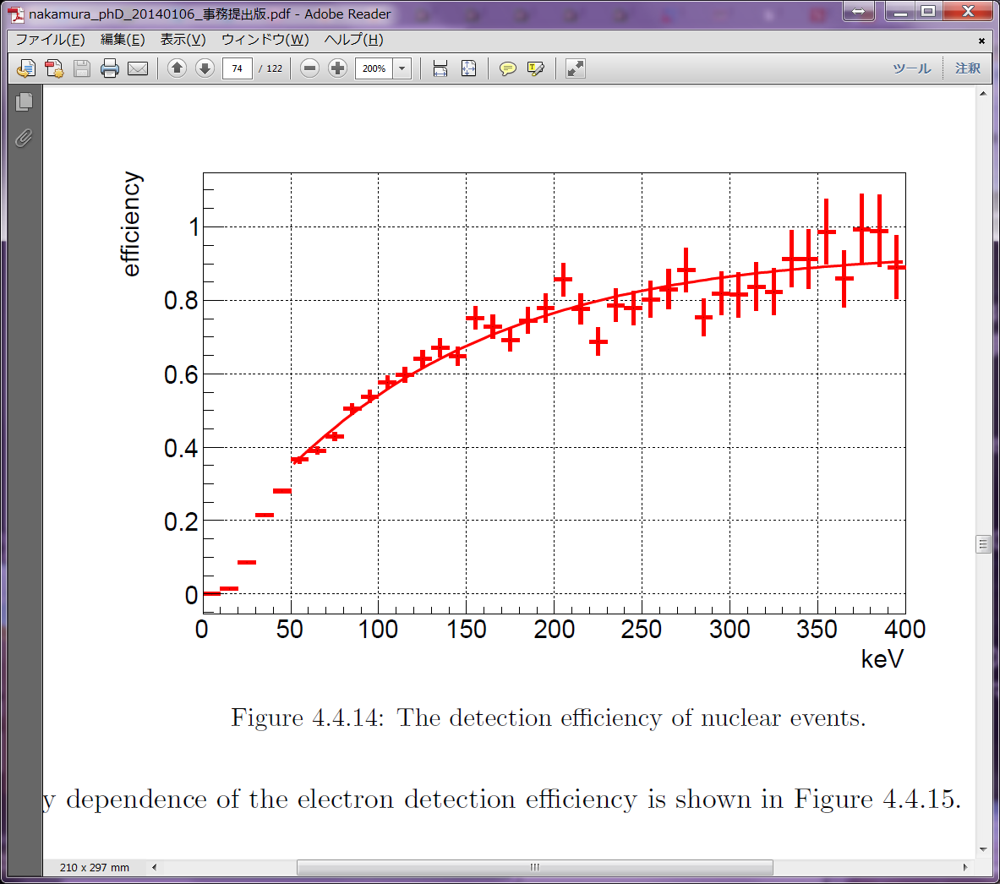 nakamura_phD_20140106_事務提出版.pdf - Adobe Reader
ファイル(F) 編集(E) 表示(V) ウィンドウ(W) ヘルプ(H)
74 / 122 200% ツール 注釈
efficiency
1
0.8
0.6
0.4
0.2
0
0 50 100 150 200 250 300 350 400
keV
Figure 4.4.14: The detection efficiency of nuclear events.
y dependence of the electron detection efficiency is shown in Figure 4.4.15.
210 x 297 mm